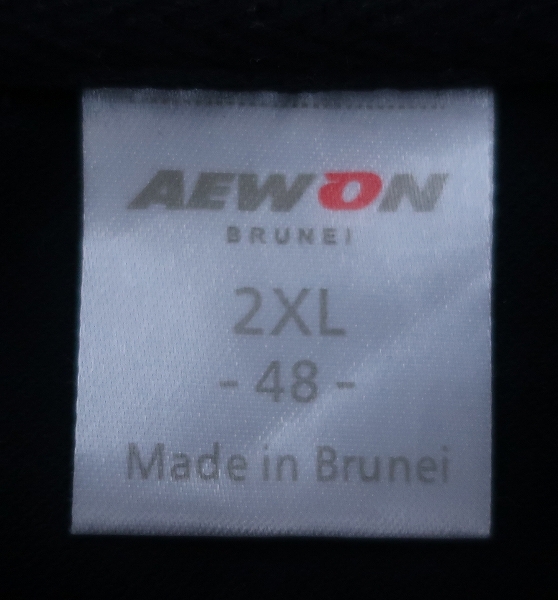 AEWON
BRUNEI
2XL
- 48 -
Made in Brunei